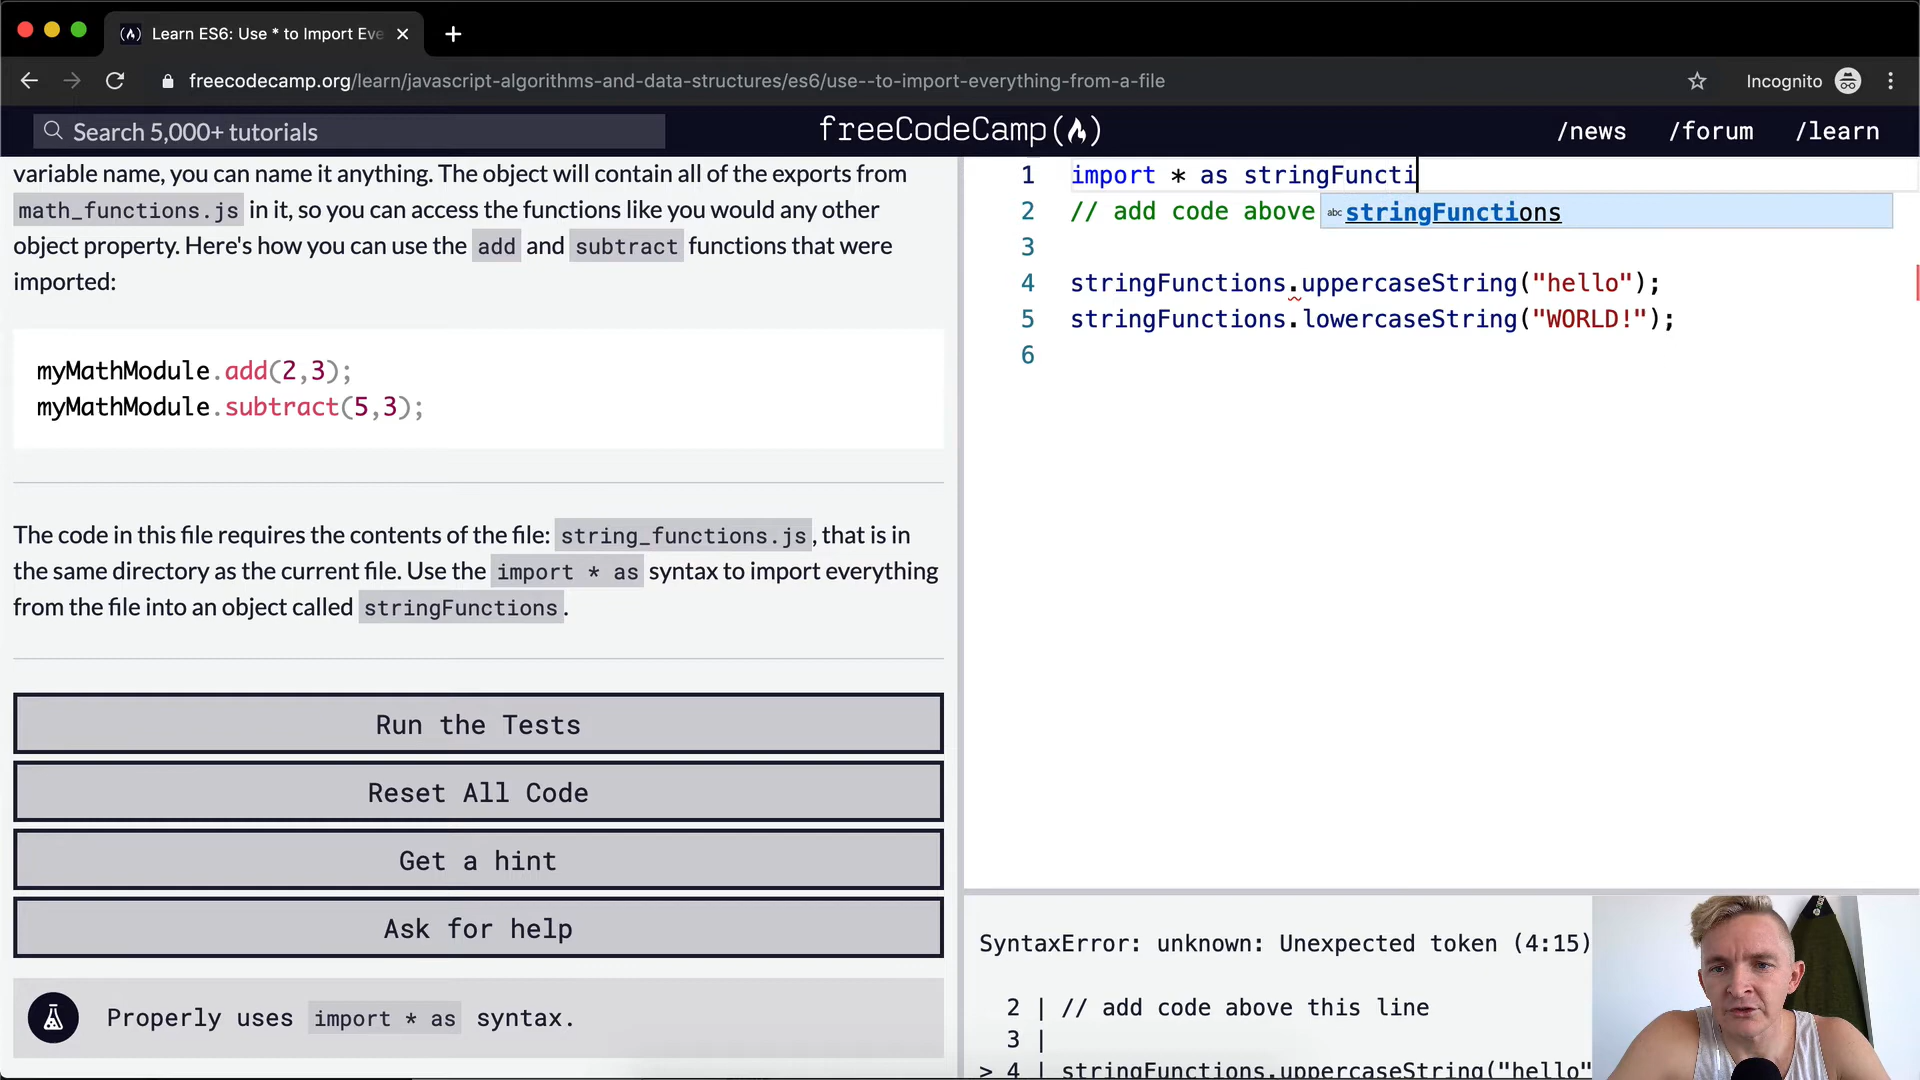 Learn ES6: Use * to Import Eve
freecodecamp.org/learn/javascript-algorithms-and-data-structures/es6/use--to-import-everything-from-a-file
Incognito
Search 5,000+ tutorials
freeCodeCamp
/news
/forum
/learn
variable name, you can name it anything. The object will contain all of the exports from
math_functions.js in it, so you can access the functions like you would any other
object property. Here's how you can use the add and subtract functions that were
imported:
myMathModule.add(2,3);
myMathModule.subtract(5,3);
The code in this file requires the contents of the file: string_functions.js, that is in
the same directory as the current file. Use the import * as syntax to import everything
from the file into an object called stringFunctions.
Run the Tests
Reset All Code
Get a hint
Ask for help
Properly uses import * as syntax.
1 import * as stringFuncti
2 // add code above
abc stringFunctions
3
4 stringFunctions.uppercaseString("hello");
5 stringFunctions.lowercaseString("WORLD!");
6
SyntaxError: unknown: Unexpected token (4:15)
2 | // add code above this line
3 |
> 4 | stringFunctions.uppercaseString("hello"